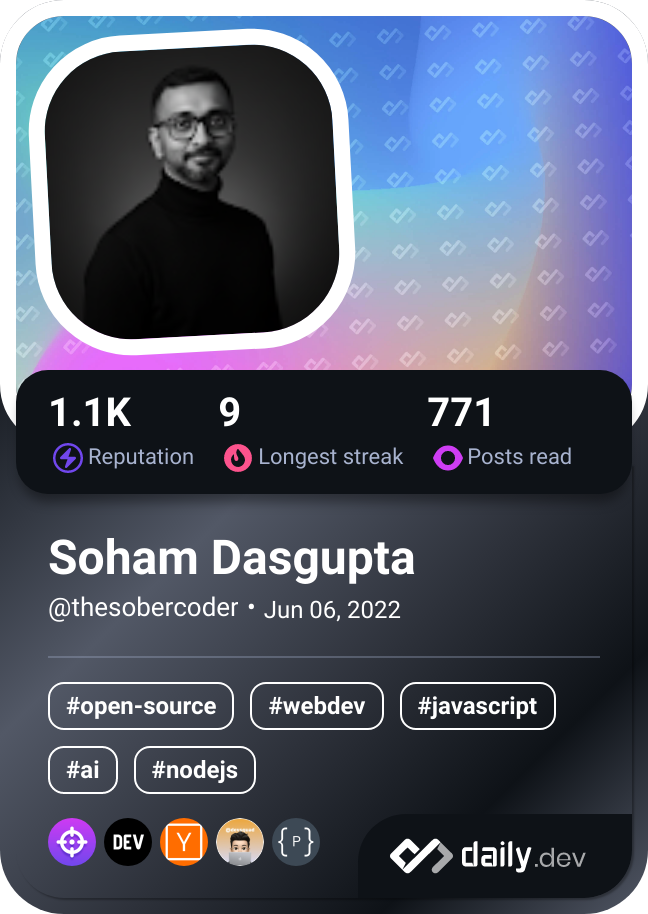 1.1K 9 771
Reputation Longest streak Posts read
Soham Dasgupta
@thesobercoder • Jun 06, 2022
#open-source #webdev #javascript
#ai #nodejs
DEV Y {P} daily.dev